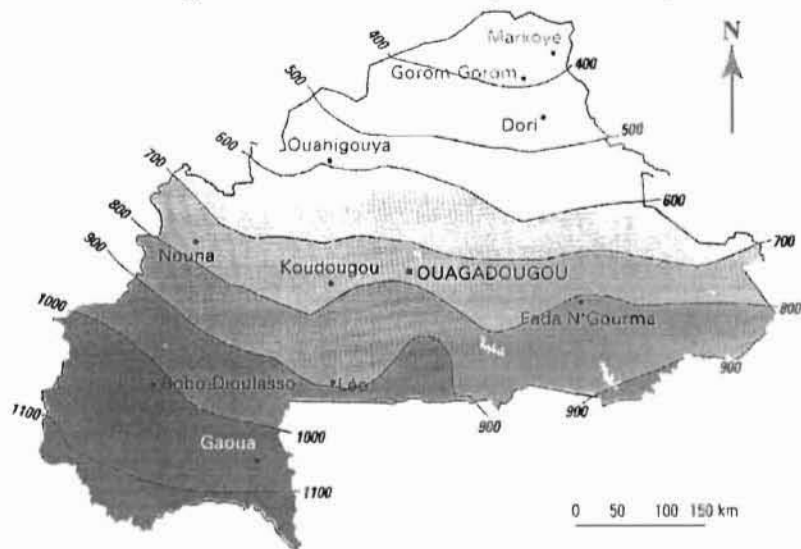 Markoye
N
400
400
Gorom Gorom
500
Dori
500
600
Ouahigouya
700
600
800
700
900
Nouna
Koudougou
OUAGADOUGOU
1000
Fada N'Gourma
800
Bobo Dioulasso
Léo
900
900
900
1100
Gaoua
1000
1100
0 50 100 150 km